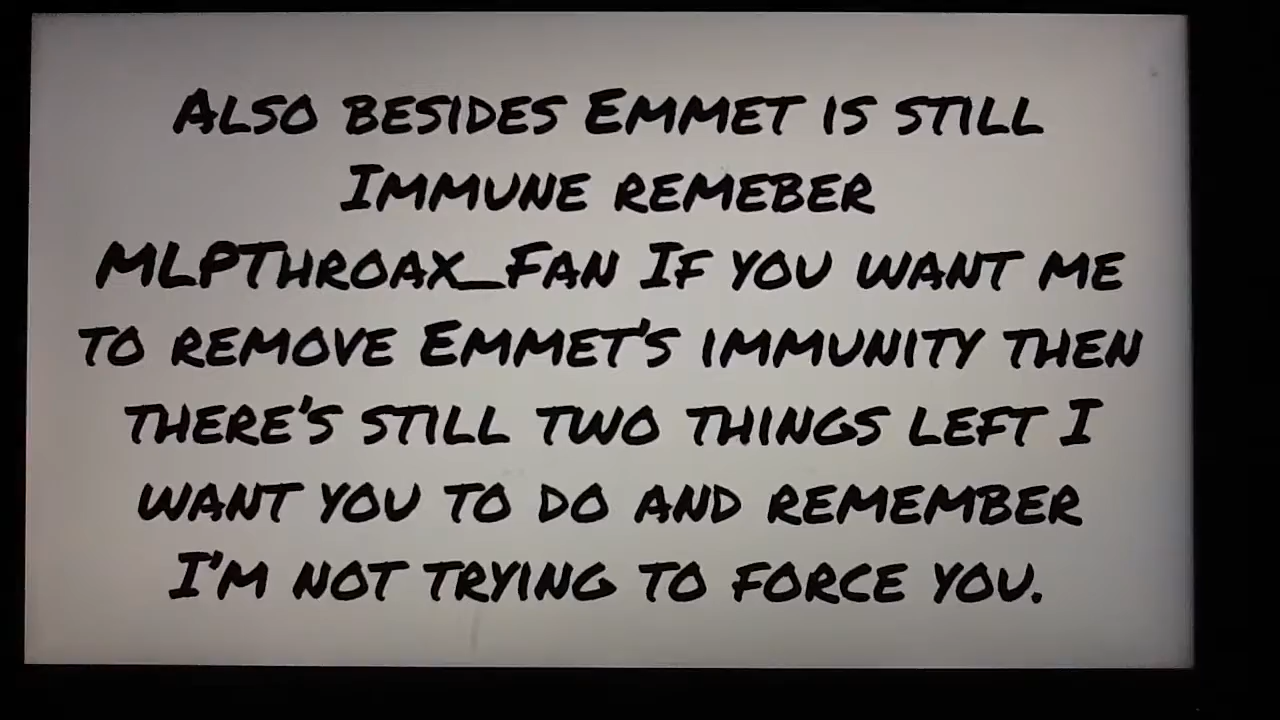 Also besides Emmet is still
Immune remeber
MLPThroax_Fan If you want me
to remove Emmet's immunity then
there's still two things left I
want you to do and remember
I'm not trying to force you.